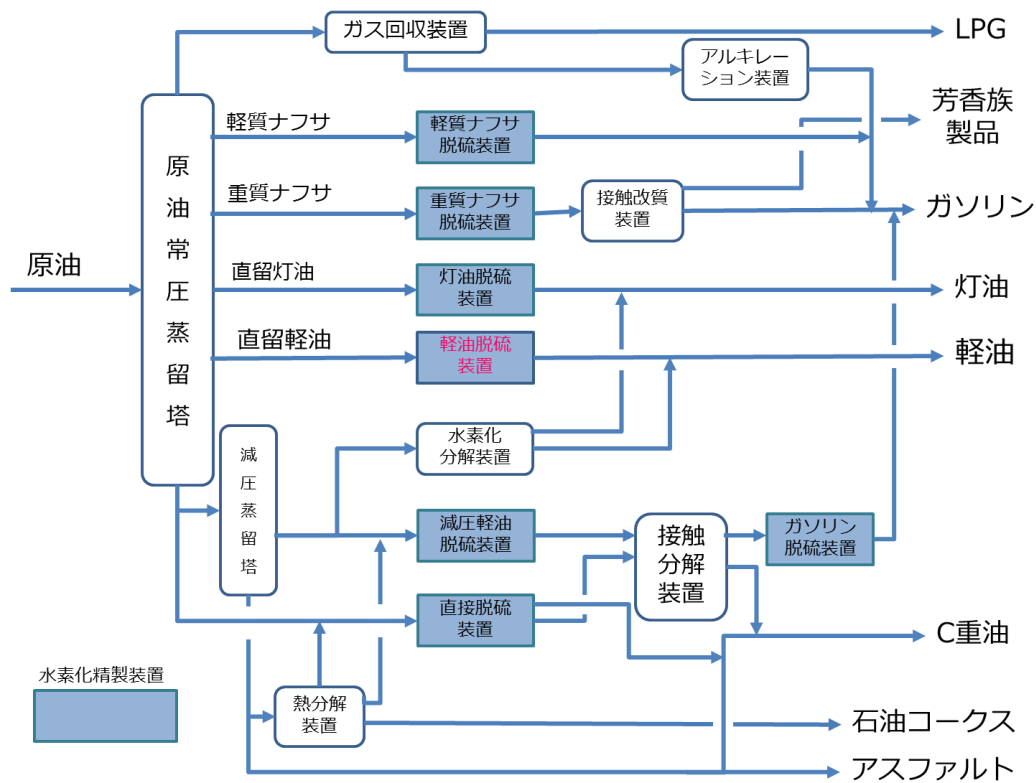 ガス回収装置
LPG
アルキレー
ション装置
芳香族
製品
軽質ナフサ
軽質ナフサ
脱硫装置
原油常圧蒸留塔
重質ナフサ
重質ナフサ
脱硫装置
接触改質
装置
ガソリン
原油
直留灯油
灯油脱硫
装置
灯油
直留軽油
軽油脱硫
装置
軽油
減圧蒸留塔
水素化
分解装置
減圧軽油
脱硫装置
接触
分解
装置
ガソリン
脱硫装置
直接脱硫
装置
C重油
水素化精製装置
熱分解
装置
石油コークス
アスファルト